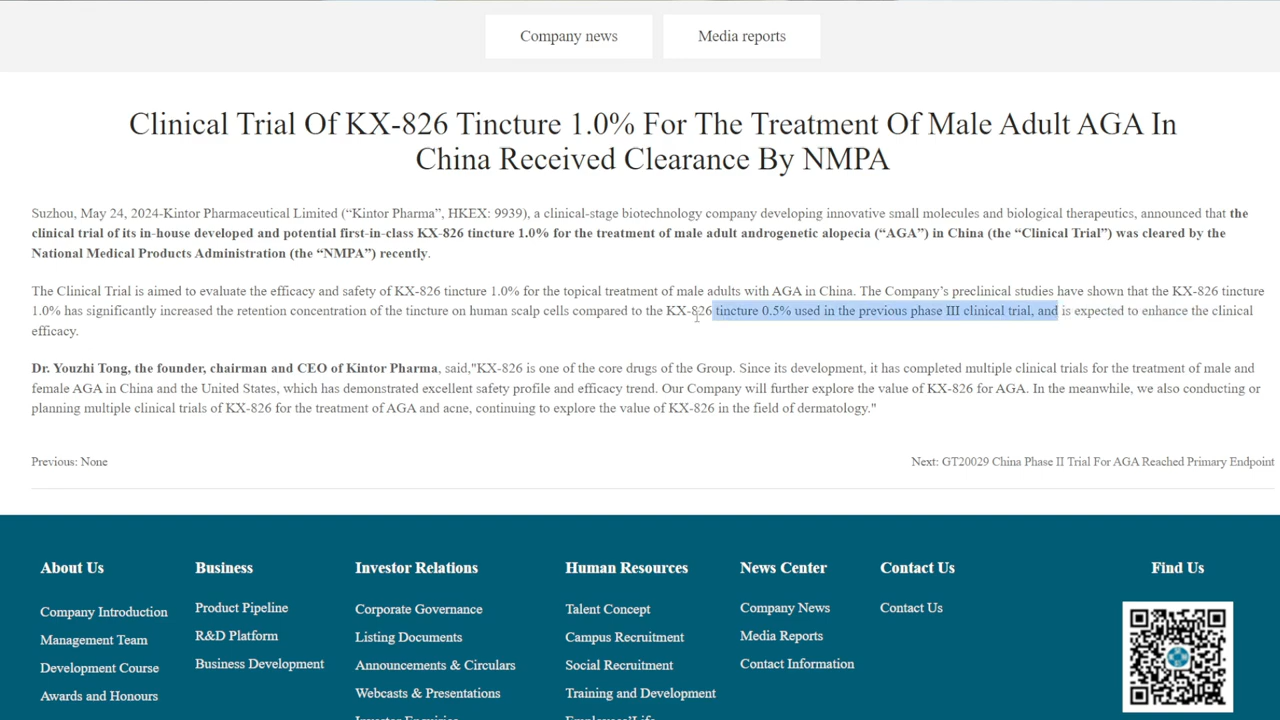 Company news
Media reports
Clinical Trial Of KX-826 Tincture 1.0% For The Treatment Of Male Adult AGA In
China Received Clearance By NMPA
Suzhou, May 24, 2024-Kintor Pharmaceutical Limited (“Kintor Pharma”, HKEX: 9939), a clinical-stage biotechnology company developing innovative small molecules and biological therapeutics, announced that the
clinical trial of its in-house developed and potential first-in-class KX-826 tincture 1.0% for the treatment of male adult androgenetic alopecia (“AGA”) in China (the “Clinical Trial”) was cleared by the
National Medical Products Administration (the “NMPA”) recently.
The Clinical Trial is aimed to evaluate the efficacy and safety of KX-826 tincture 1.0% for the topical treatment of male adults with AGA in China. The Company’s preclinical studies have shown that the KX-826 tincture
1.0% has significantly increased the retention concentration of the tincture on human scalp cells compared to the KX-826 tincture 0.5% used in the previous phase III clinical trial, and is expected to enhance the clinical
efficacy.
Dr. Youzhi Tong, the founder, chairman and CEO of Kintor Pharma, said,"KX-826 is one of the core drugs of the Group. Since its development, it has completed multiple clinical trials for the treatment of male and
female AGA in China and the United States, which has demonstrated excellent safety profile and efficacy trend. Our Company will further explore the value of KX-826 for AGA. In the meanwhile, we also conducting or
planning multiple clinical trials of KX-826 for the treatment of AGA and acne, continuing to explore the value of KX-826 in the field of dermatology."
Previous: None
Next: GT20029 China Phase II Trial For AGA Reached Primary Endpoint
About Us
Company Introduction
Management Team
Development Course
Awards and Honours
Business
Product Pipeline
R&D Platform
Business Development
Investor Relations
Corporate Governance
Listing Documents
Announcements & Circulars
Webcasts & Presentations
Investor Enquiries
Human Resources
Talent Concept
Campus Recruitment
Social Recruitment
Training and Development
Employees'Life
News Center
Company News
Media Reports
Contact Information
Contact Us
Contact Us
Find Us